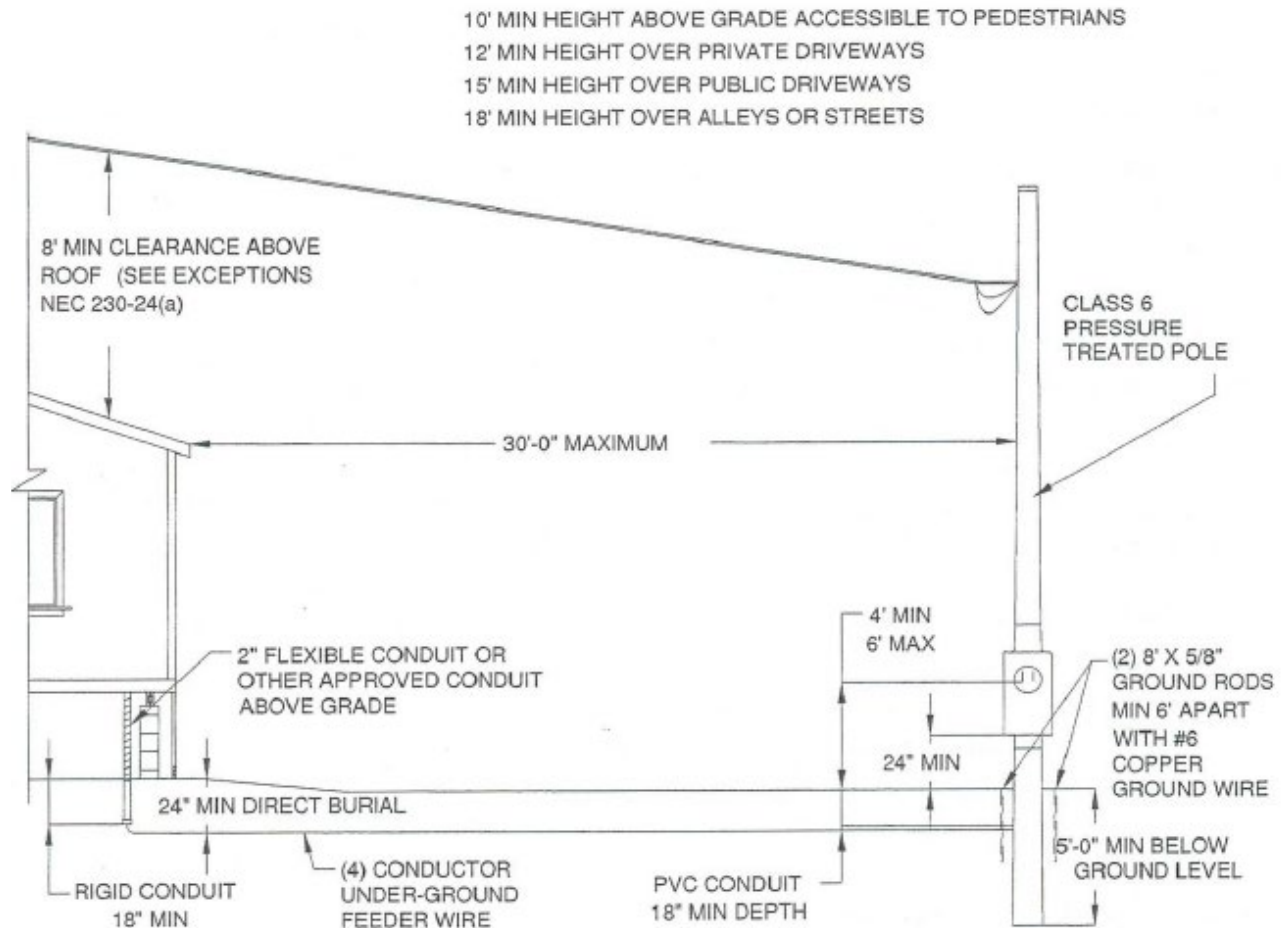 10' MIN HEIGHT ABOVE GRADE ACCESSIBLE TO PEDESTRIANS
12' MIN HEIGHT OVER PRIVATE DRIVEWAYS
15' MIN HEIGHT OVER PUBLIC DRIVEWAYS
18' MIN HEIGHT OVER ALLEYS OR STREETS
8' MIN CLEARANCE ABOVE
ROOF (SEE EXCEPTIONS
NEC 230-24(a)
CLASS 6
PRESSURE
TREATED POLE
30'-0" MAXIMUM
4' MIN
6' MAX
2" FLEXIBLE CONDUIT OR
OTHER APPROVED CONDUIT
ABOVE GRADE
(2) 8' X 5/8"
GROUND RODS
MIN 6' APART
WITH #6
COPPER
GROUND WIRE
24" MIN
24" MIN DIRECT BURIAL
5'-0" MIN BELOW
GROUND LEVEL
RIGID CONDUIT
18" MIN
(4) CONDUCTOR
UNDER-GROUND
FEEDER WIRE
PVC CONDUIT
18" MIN DEPTH